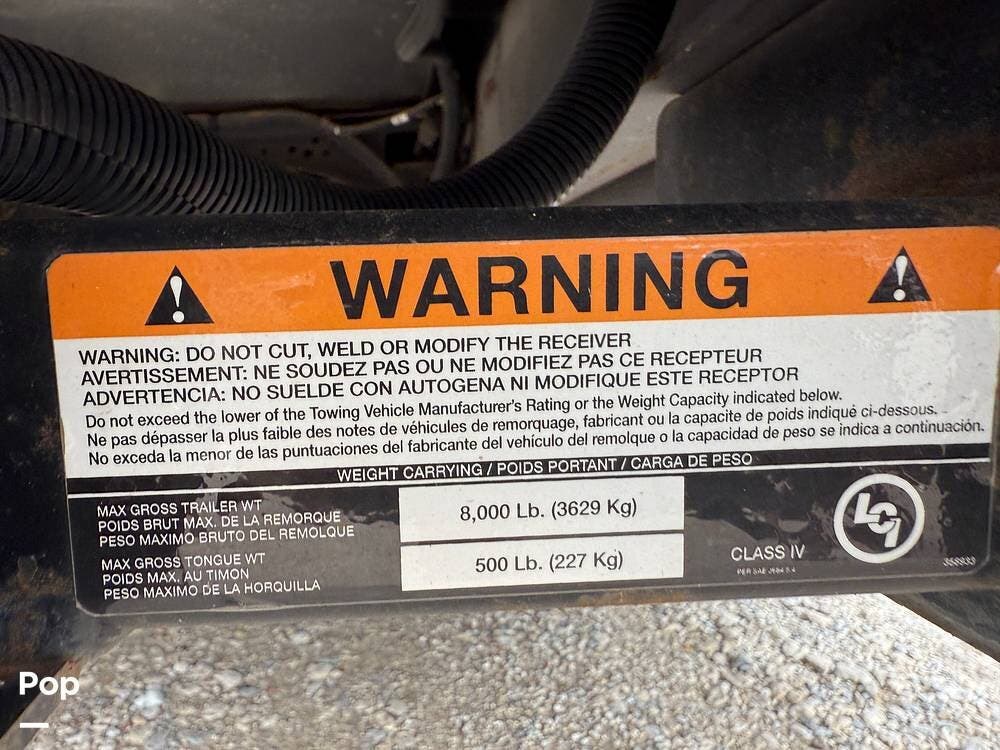 WARNING
WARNING: DO NOT CUT, WELD OR MODIFY THE RECEIVER
AVERTISSEMENT: NE SOUDEZ PAS OU NE MODIFIEZ PAS CE RECEPTEUR
ADVERTENCIA: NO SUELDE CON AUTOGENA NI MODIFIQUE ESTE RECEPTOR
Do not exceed the lower of the Towing Vehicle Manufacturer's Rating or the Weight Capacity indicated below.
Ne pas dépasser la plus faible des notes de véhicules de remorquage, fabricant ou la capacite de poids indiqué ci-dessous.
No exceda la menor de las puntuaciones del fabricante del vehículo del remolque o la capacidad de peso se indica a continuación.
WEIGHT CARRYING / POIDS PORTANT / CARGA DE PESO
MAX GROSS TRAILER WT
POIDS BRUT MAX. DE LA REMORQUE
PESO MAXIMO BRUTO DEL REMOLQUE
8,000 Lb. (3629 Kg)
MAX GROSS TONGUE WT
POIDS MAX. AU TIMON
PESO MAXIMO DE LA HORQUILLA
500 Lb. (227 Kg)
CLASS IV
PER SAE
LCI
358933
Pop